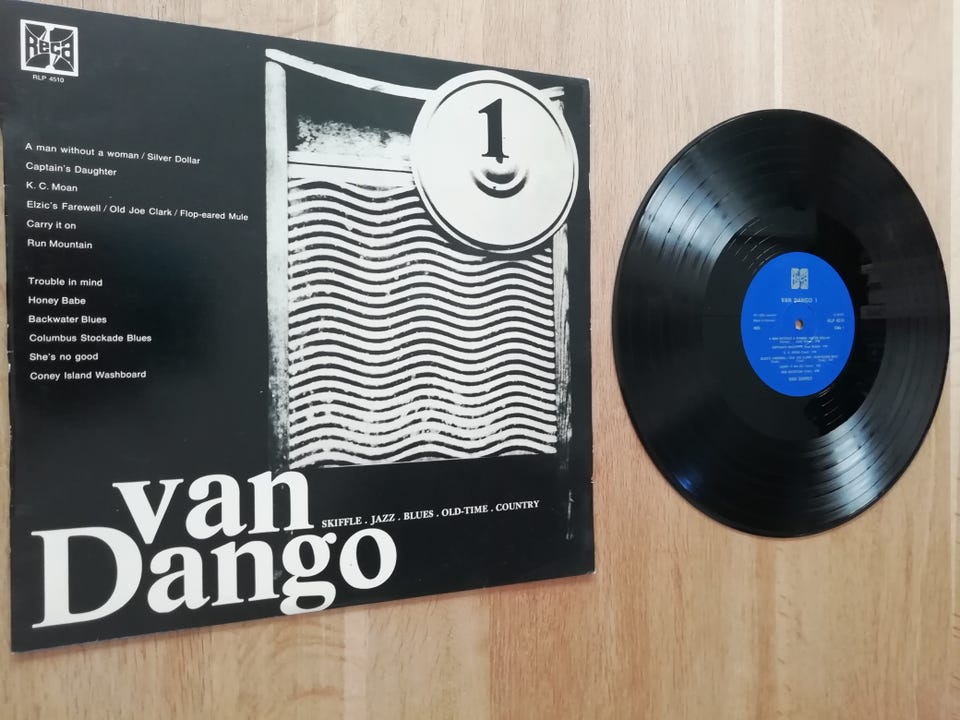 Reca
RLP 4510
A man without a woman / Silver Dollar
Captain's Daughter
K. C. Moan
Elzic's Farewell / Old Joe Clark / Flop-eared Mule
Carry it on
Run Mountain
Trouble in mind
Honey Babe
Backwater Blues
Columbus Stockade Blues
She's no good
Coney Island Washboard
1
van
Dango
SKIFFLE . JAZZ . BLUES . OLD-TIME . COUNTRY
VAN DANGO 1
VAN DANGO